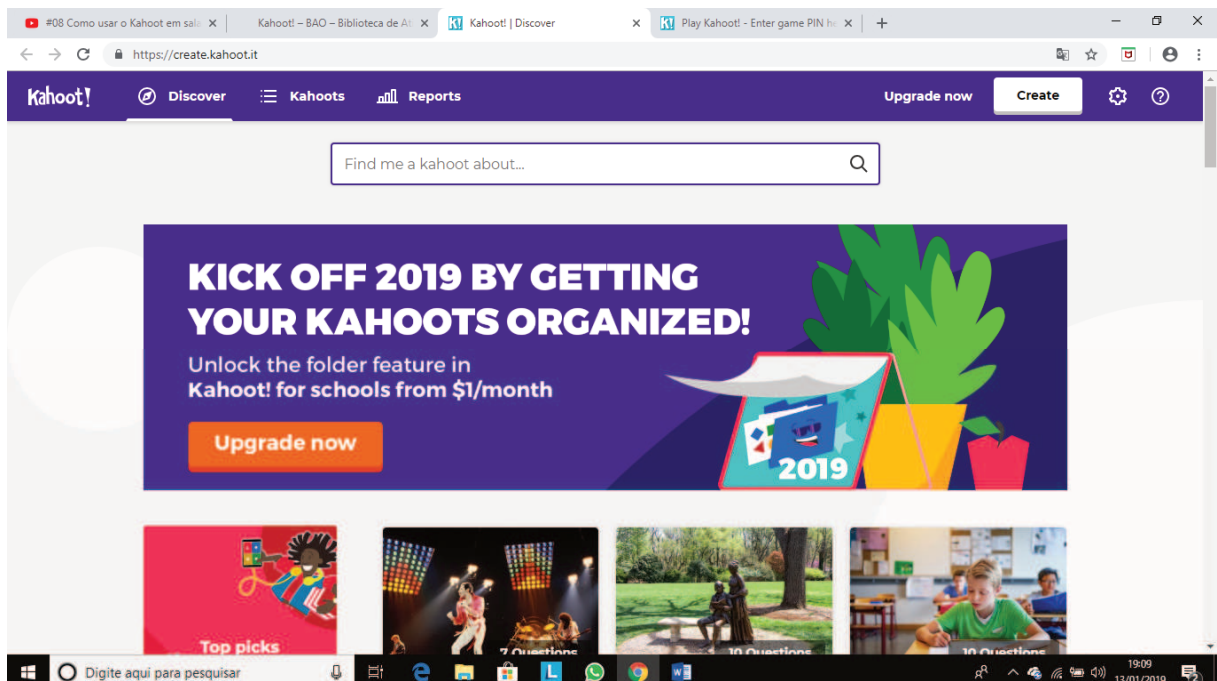 #08 Como usar o Kahoot em sala
Kahoot! – BAO – Biblioteca de At
Kahoot! | Discover
Play Kahoot! - Enter game PIN he
https://create.kahoot.it
Kahoot!
Discover
Kahoots
Reports
Upgrade now
Create
Find me a kahoot about...
KICK OFF 2019 BY GETTING
YOUR KAHOOTS ORGANIZED!
Unlock the folder feature in
Kahoot! for schools from $1/month
Upgrade now
2019
Top picks
7 Questions
10 Questions
10 Questions
Digite aqui para pesquisar
19:09
13/01/2019